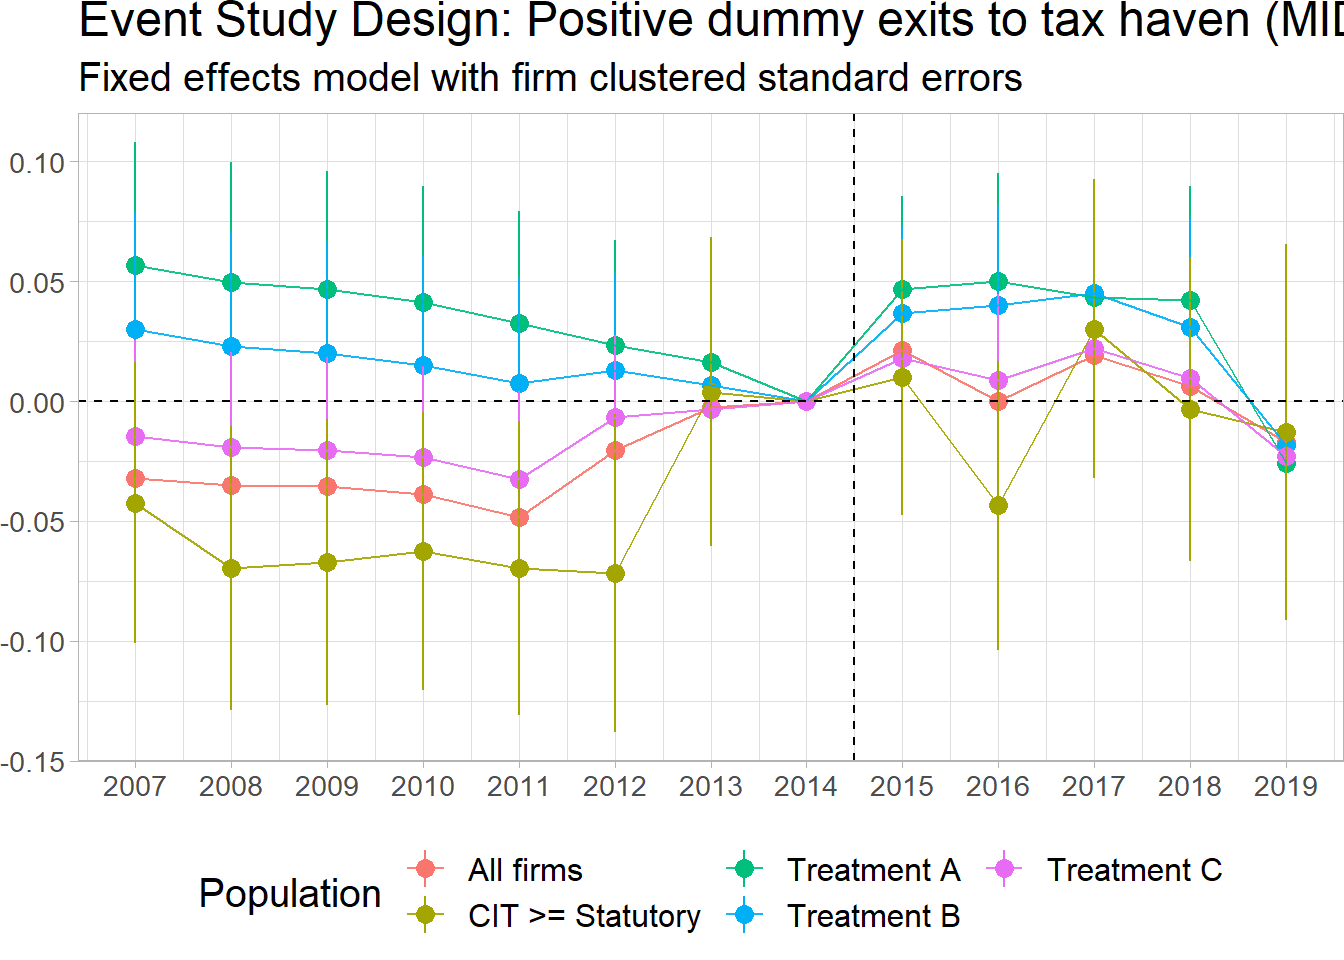 Event Study Design: Positive dummy exits to tax haven
Fixed effects model with firm clustered standard errors
0.10
0.05
0.00
-0.05
-0.10
-0.15
2007 2008 2009 2010 2011 2012 2013 2014 2015 2016 2017 2018 2019
Population
All firms
CIT >= Statutory
Treatment A
Treatment B
Treatment C